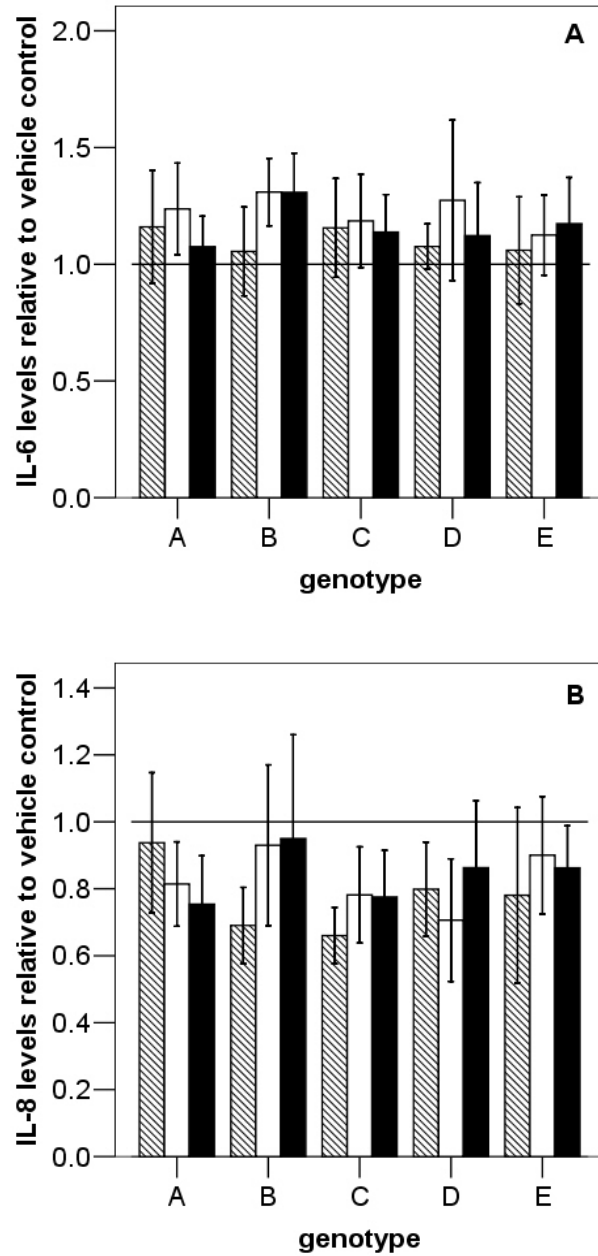 A
IL-6 levels relative to vehicle control
2.0
1.5
1.0
0.5
0.0
A B C D E
genotype
B
IL-8 levels relative to vehicle control
1.4
1.2
1.0
0.8
0.6
0.4
0.2
0.0
A B C D E
genotype